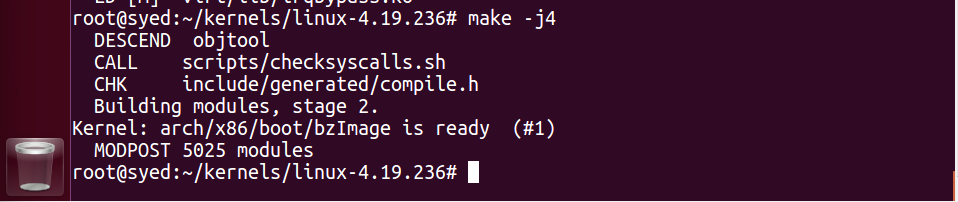 root@syed:~/kernels/linux-4.19.236# make -j4
DESCEND objtool
CALL scripts/checksyscalls.sh
CHK include/generated/compile.h
Building modules, stage 2.
Kernel: arch/x86/boot/bzImage is ready (#1)
MODPOST 5025 modules
root@syed:~/kernels/linux-4.19.236#